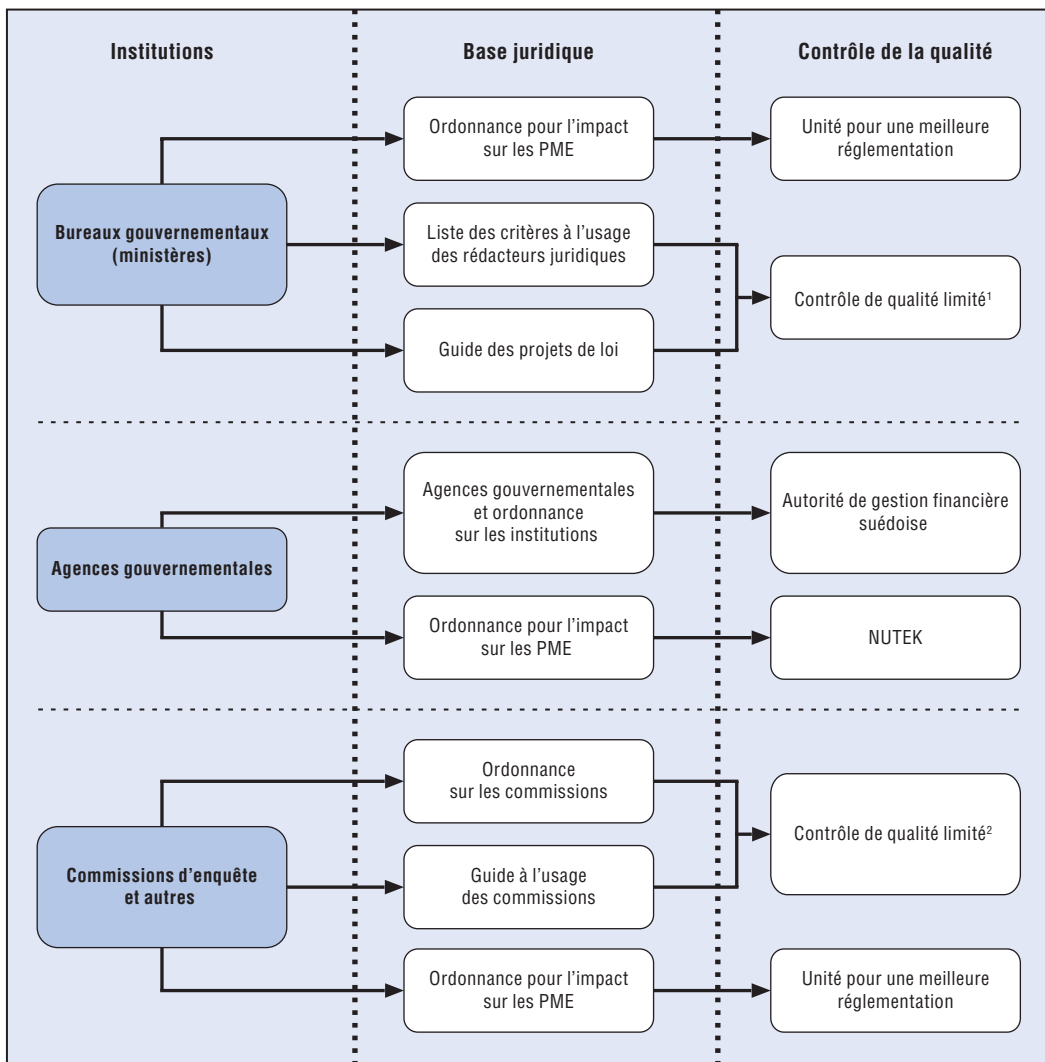 Institutions
Base juridique
Contrôle de la qualité
Ordonnance pour l'impact
sur les PME
Unité pour une meilleure
réglementation
Bureaux gouvernementaux
(ministères)
Liste des critères à l'usage
des rédacteurs juridiques
Contrôle de qualité limité¹
Guide des projets de loi
Agences gouvernementales
et ordonnance
sur les institutions
Autorité de gestion financière
suédoise
Agences gouvernementales
Ordonnance pour l'impact
sur les PME
NUTEK
Ordonnance
sur les commissions
Contrôle de qualité limité²
Commissions d'enquête
et autres
Guide à l'usage
des commissions
Ordonnance pour l'impact
sur les PME
Unité pour une meilleure
réglementation